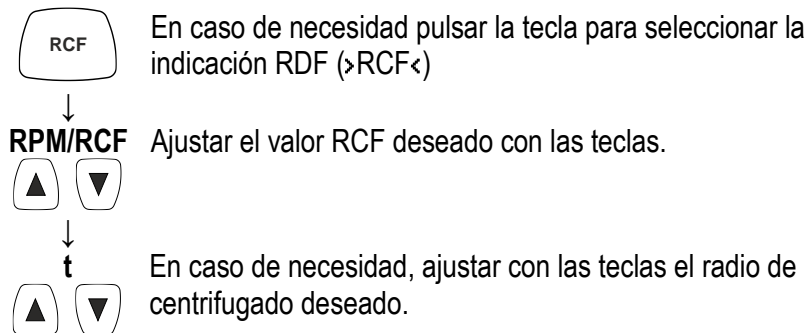 RCF
En caso de necesidad pulsar la tecla para seleccionar la
indicación RDF (>RCF<)
↓
RPM/RCF
Ajustar el valor RCF deseado con las teclas.
▲ ▼
↓
t
En caso de necesidad, ajustar con las teclas el radio de
centrifugado deseado.
▲ ▼